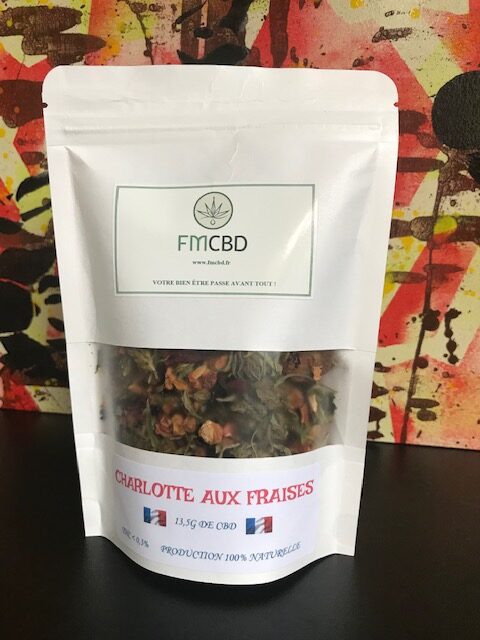 FMCBD
www.fmcbd.fr
VOTRE BIEN ÊTRE PASSE AVANT TOUT !
CHARLOTTE AUX FRAISES
13,5G DE CBD
THC < 0,3%
PRODUCTION 100% NATURELLE